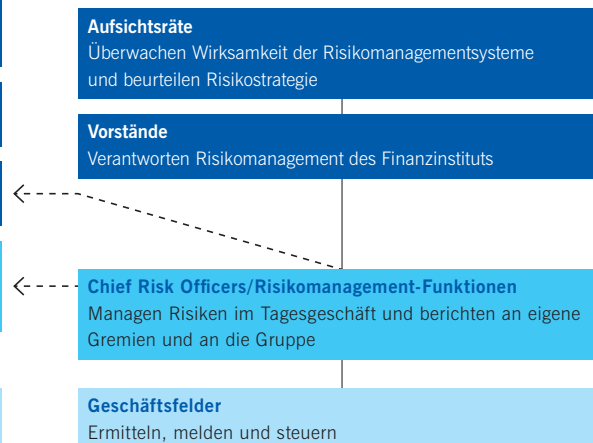 Aufsichtsräte
Überwachen Wirksamkeit der Risikomanagementsysteme
und beurteilen Risikostrategie
Vorstände
Verantworten Risikomanagement des Finanzinstituts
Chief Risk Officers/Risikomanagement-Funktionen
Managen Risiken im Tagesgeschäft und berichten an eigene
Gremien und an die Gruppe
Geschäftsfelder
Ermitteln, melden und steuern